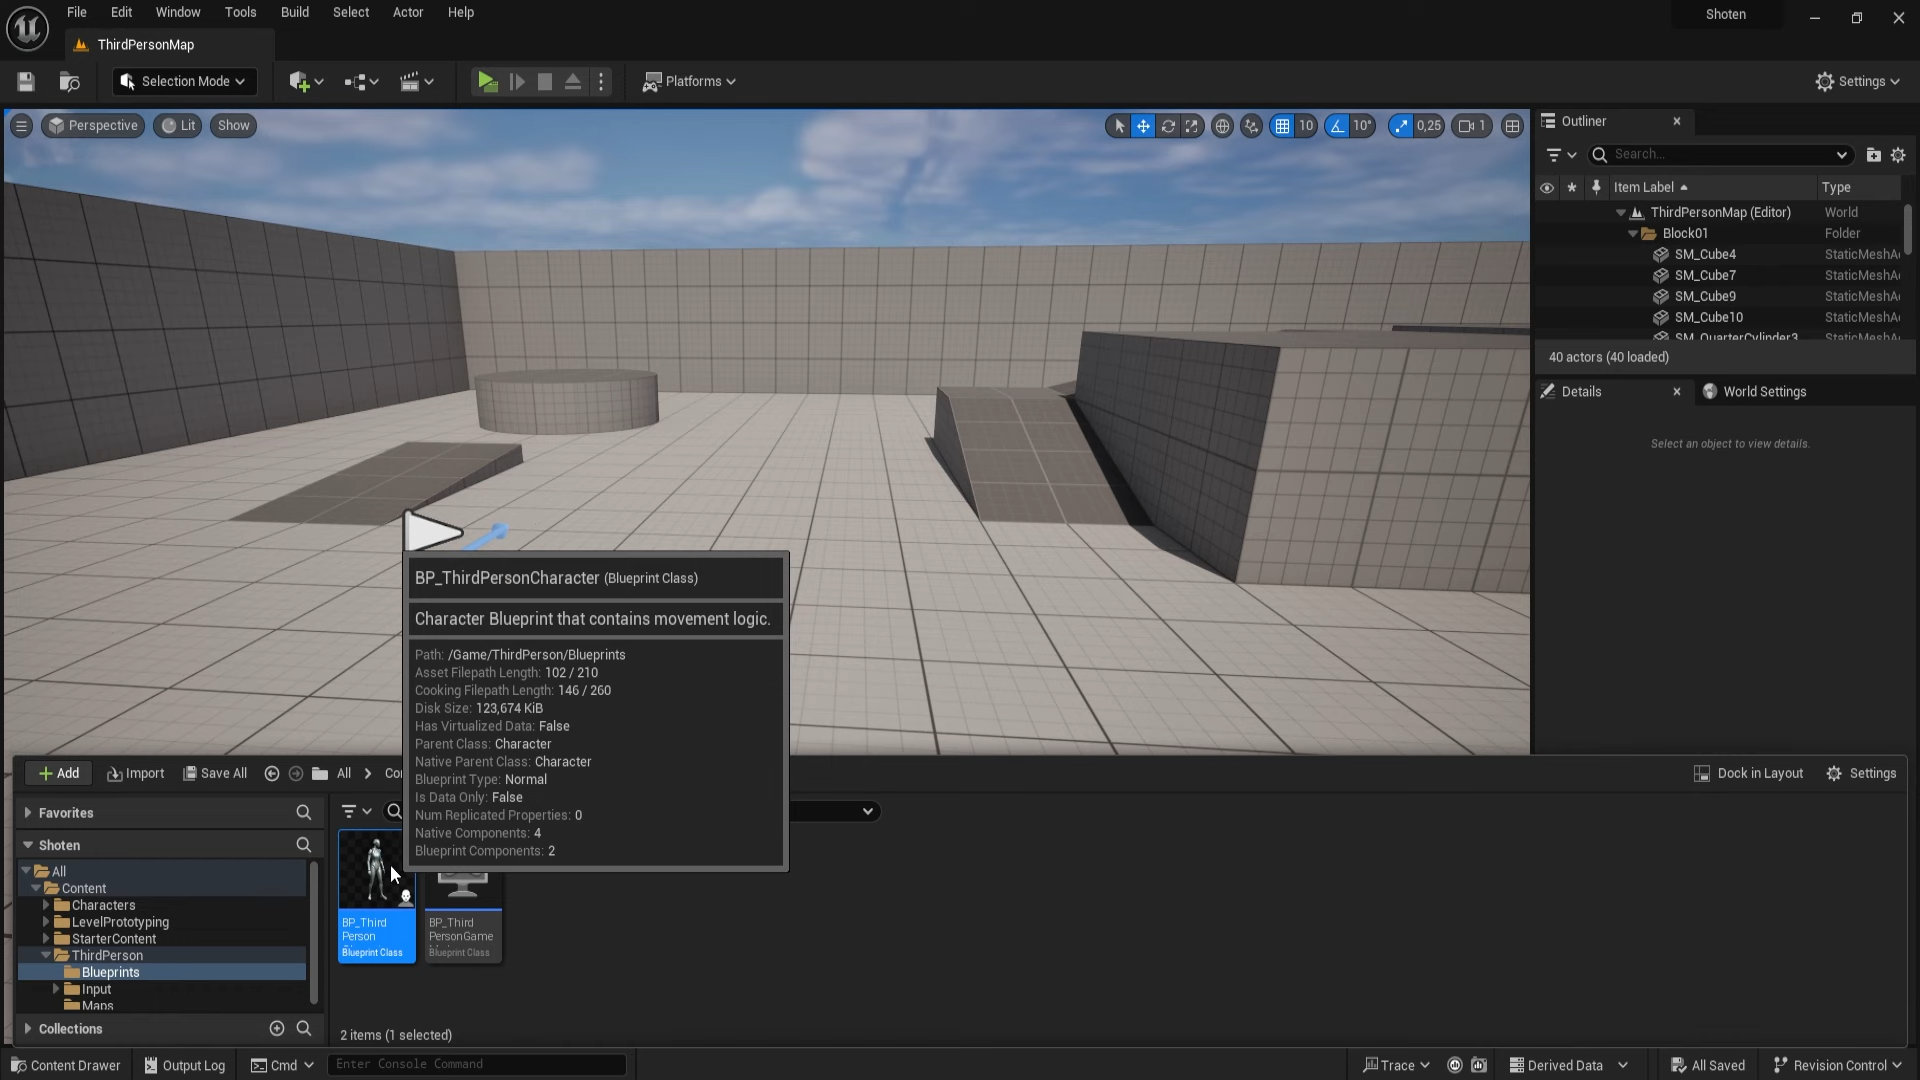 File Edit Window Tools Build Select Actor Help
Shoten
ThirdPersonMap
Selection Mode
Platforms
Settings
Perspective Lit Show
10 10° 0,25 1
Outliner
Search...
Item Label Type
ThirdPersonMap (Editor) World
Block01 Folder
SM_Cube4 StaticMeshA
SM_Cube7 StaticMeshA
SM_Cube9 StaticMeshA
SM_Cube10 StaticMeshA
SM_QuarterCylinder3 StaticMeshA
40 actors (40 loaded)
Details World Settings
Select an object to view details.
BP_ThirdPersonCharacter (Blueprint Class)
Character Blueprint that contains movement logic.
Path: /Game/ThirdPerson/Blueprints
Asset Filepath Length: 102 / 210
Cooking Filepath Length: 146 / 260
Disk Size: 123,674 KiB
Has Virtualized Data: False
Parent Class: Character
Native Parent Class: Character
Blueprint Type: Normal
Is Data Only: False
Num Replicated Properties: 0
Native Components: 4
Blueprint Components: 2
Add Import Save All All Co
Dock in Layout Settings
Favorites
Shoten
All
Content
Characters
LevelPrototyping
StarterContent
ThirdPerson
Blueprints
Input
Maps
Collections
BP_Third
Person
Blueprint Class
BP_Third
PersonGame
Blueprint Class
2 items (1 selected)
Content Drawer Output Log Cmd Enter Console Command
Trace Derived Data All Saved Revision Control